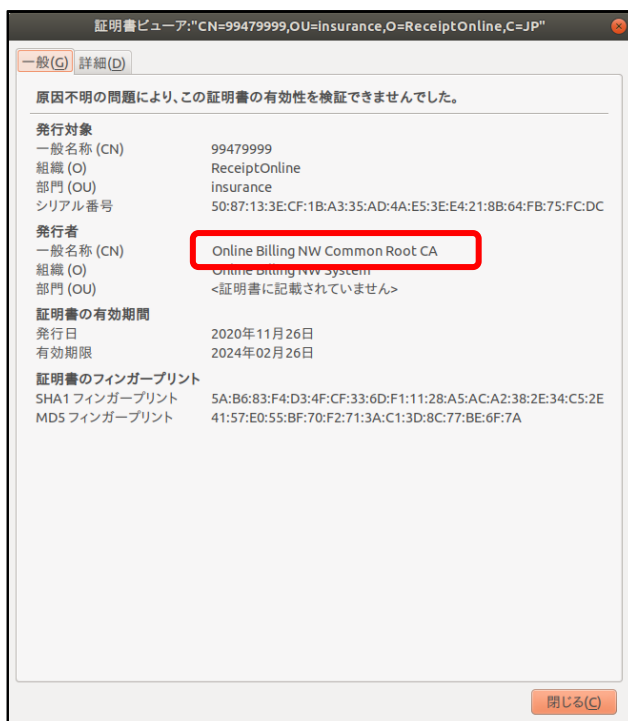 証明書ビューア:"CN=99479999,OU=insurance,O=ReceiptOnline,C=JP"
一般(G) 詳細(D)
原因不明の問題により、この証明書の有効性を検証できませんでした。
発行対象
一般名称 (CN) 99479999
組織 (O) ReceiptOnline
部門 (OU) insurance
シリアル番号 50:87:13:3E:CF:1B:A3:35:AD:4A:E5:3E:E4:21:8B:64:FB:75:FC:DC
発行者
一般名称 (CN) Online Billing NW Common Root CA
組織 (O) Online Billing NW System
部門 (OU) <証明書に記載されていません>
証明書の有効期間
発行日 2020年11月26日
有効期限 2024年02月26日
証明書のフィンガープリント
SHA1 フィンガープリント 5A:B6:83:F4:D3:4F:CF:33:6D:F1:11:28:A5:AC:A2:38:2E:34:C5:2E
MD5 フィンガープリント 41:57:E0:55:BF:70:F2:71:3A:C1:3D:8C:77:BE:6F:7A
閉じる(C)